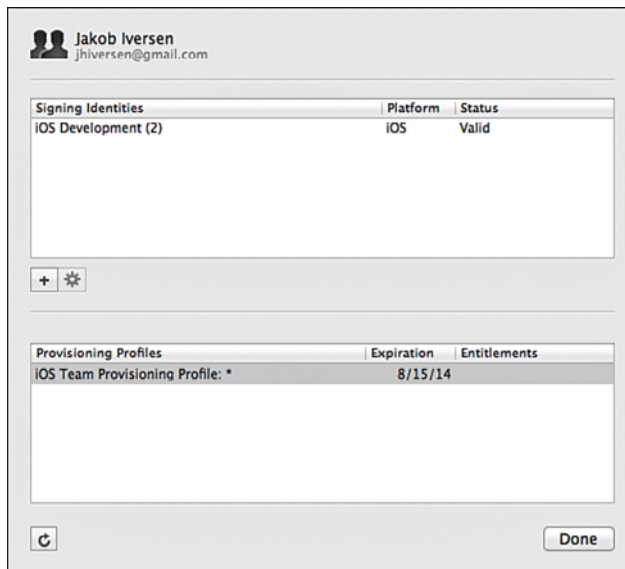 Jakob Iversen
jhiversen@gmail.com
Signing Identities Platform Status
iOS Development (2) iOS Valid
+
Provisioning Profiles Expiration Entitlements
iOS Team Provisioning Profile: * 8/15/14
Done